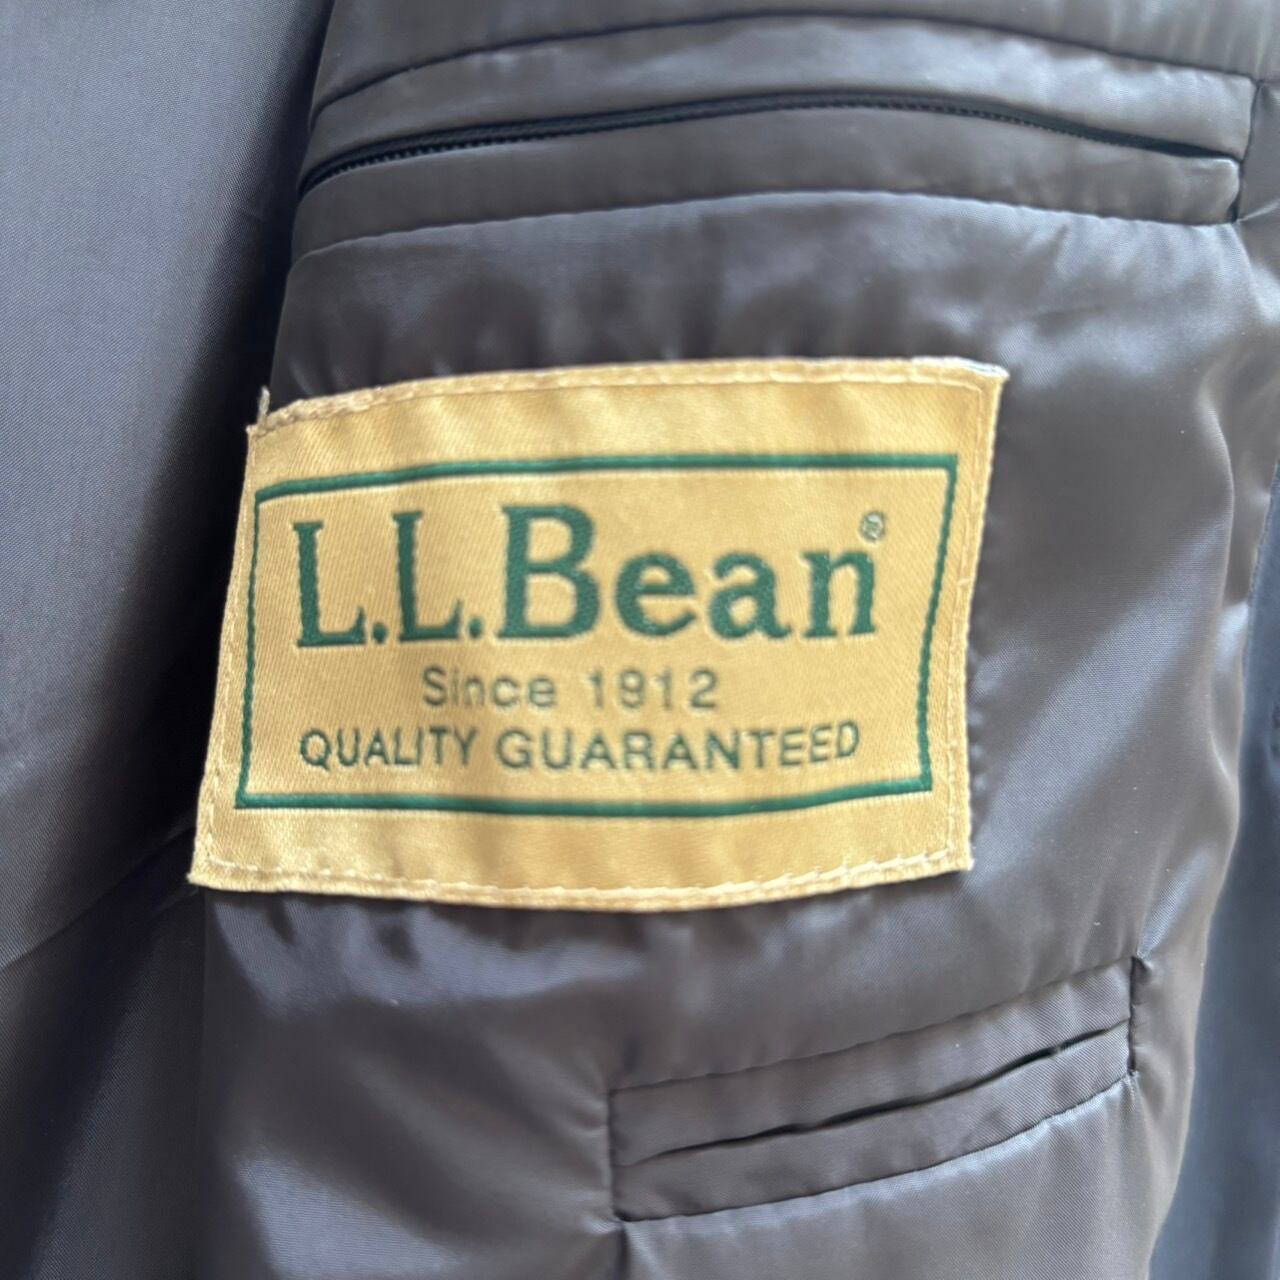 L.L.Bean®
Since 1912
QUALITY GUARANTEED